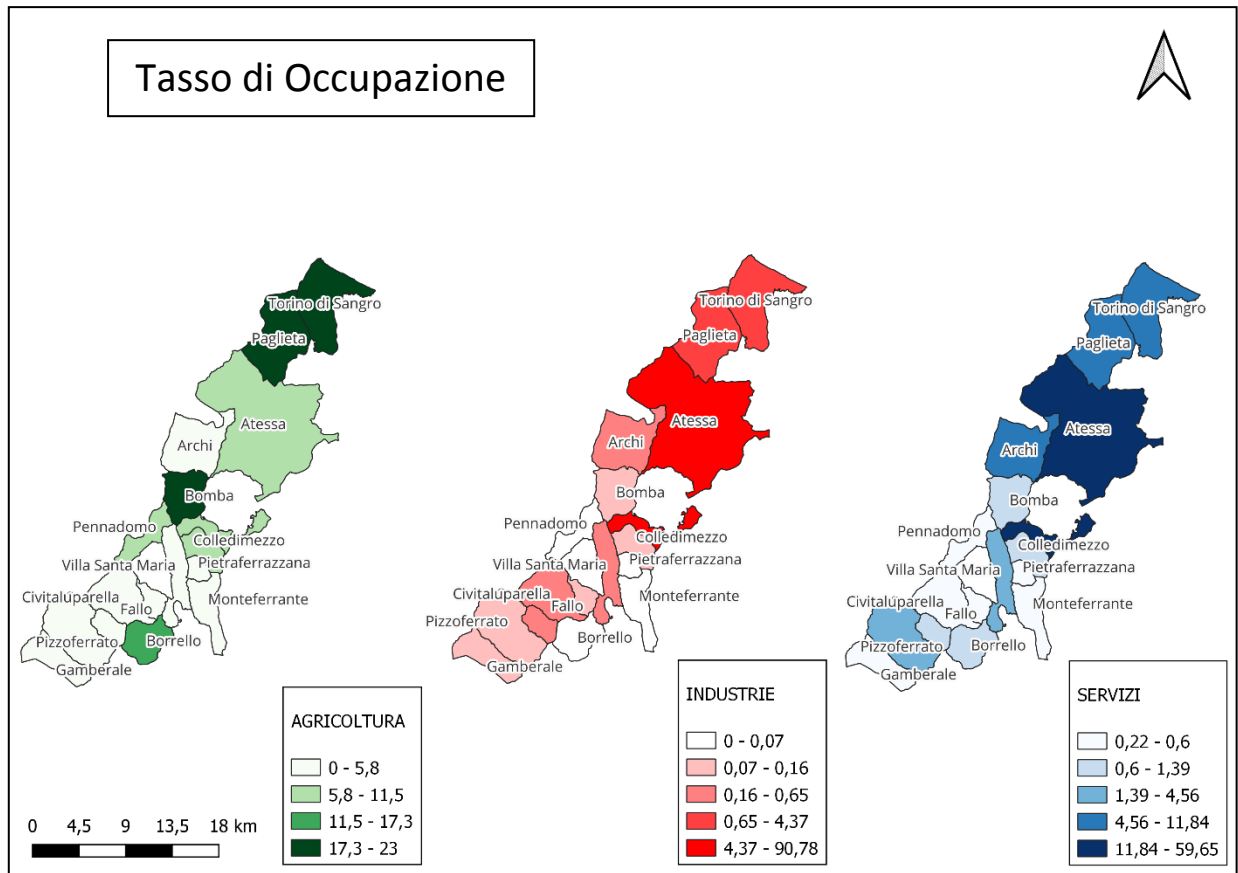 Tasso di Occupazione
Torino di Sangro
Paglieta
Atessa
Archi
Bomba
Pennadomo
Colledimezzo
Villa Santa Maria
Pietraferrazzana
Civitaluparella
Fallo
Monteferrante
Pizzoferrato
Borrello
Gamberale
Torino di Sangro
Paglieta
Atessa
Archi
Bomba
Pennadomo
Colledimezzo
Villa Santa Maria
Pietraferrazzana
Civitaluparella
Fallo
Monteferrante
Pizzoferrato
Borrello
Gamberale
Torino di Sangro
Paglieta
Atessa
Archi
Bomba
Pennadomo
Colledimezzo
Villa Santa Maria
Pietraferrazzana
Civitaluparella
Fallo
Monteferrante
Pizzoferrato
Borrello
Gamberale
AGRICOLTURA
0 - 5,8
5,8 - 11,5
11,5 - 17,3
17,3 - 23
INDUSTRIE
0 - 0,07
0,07 - 0,16
0,16 - 0,65
0,65 - 4,37
4,37 - 90,78
SERVIZI
0,22 - 0,6
0,6 - 1,39
1,39 - 4,56
4,56 - 11,84
11,84 - 59,65
0 4,5 9 13,5 18 km